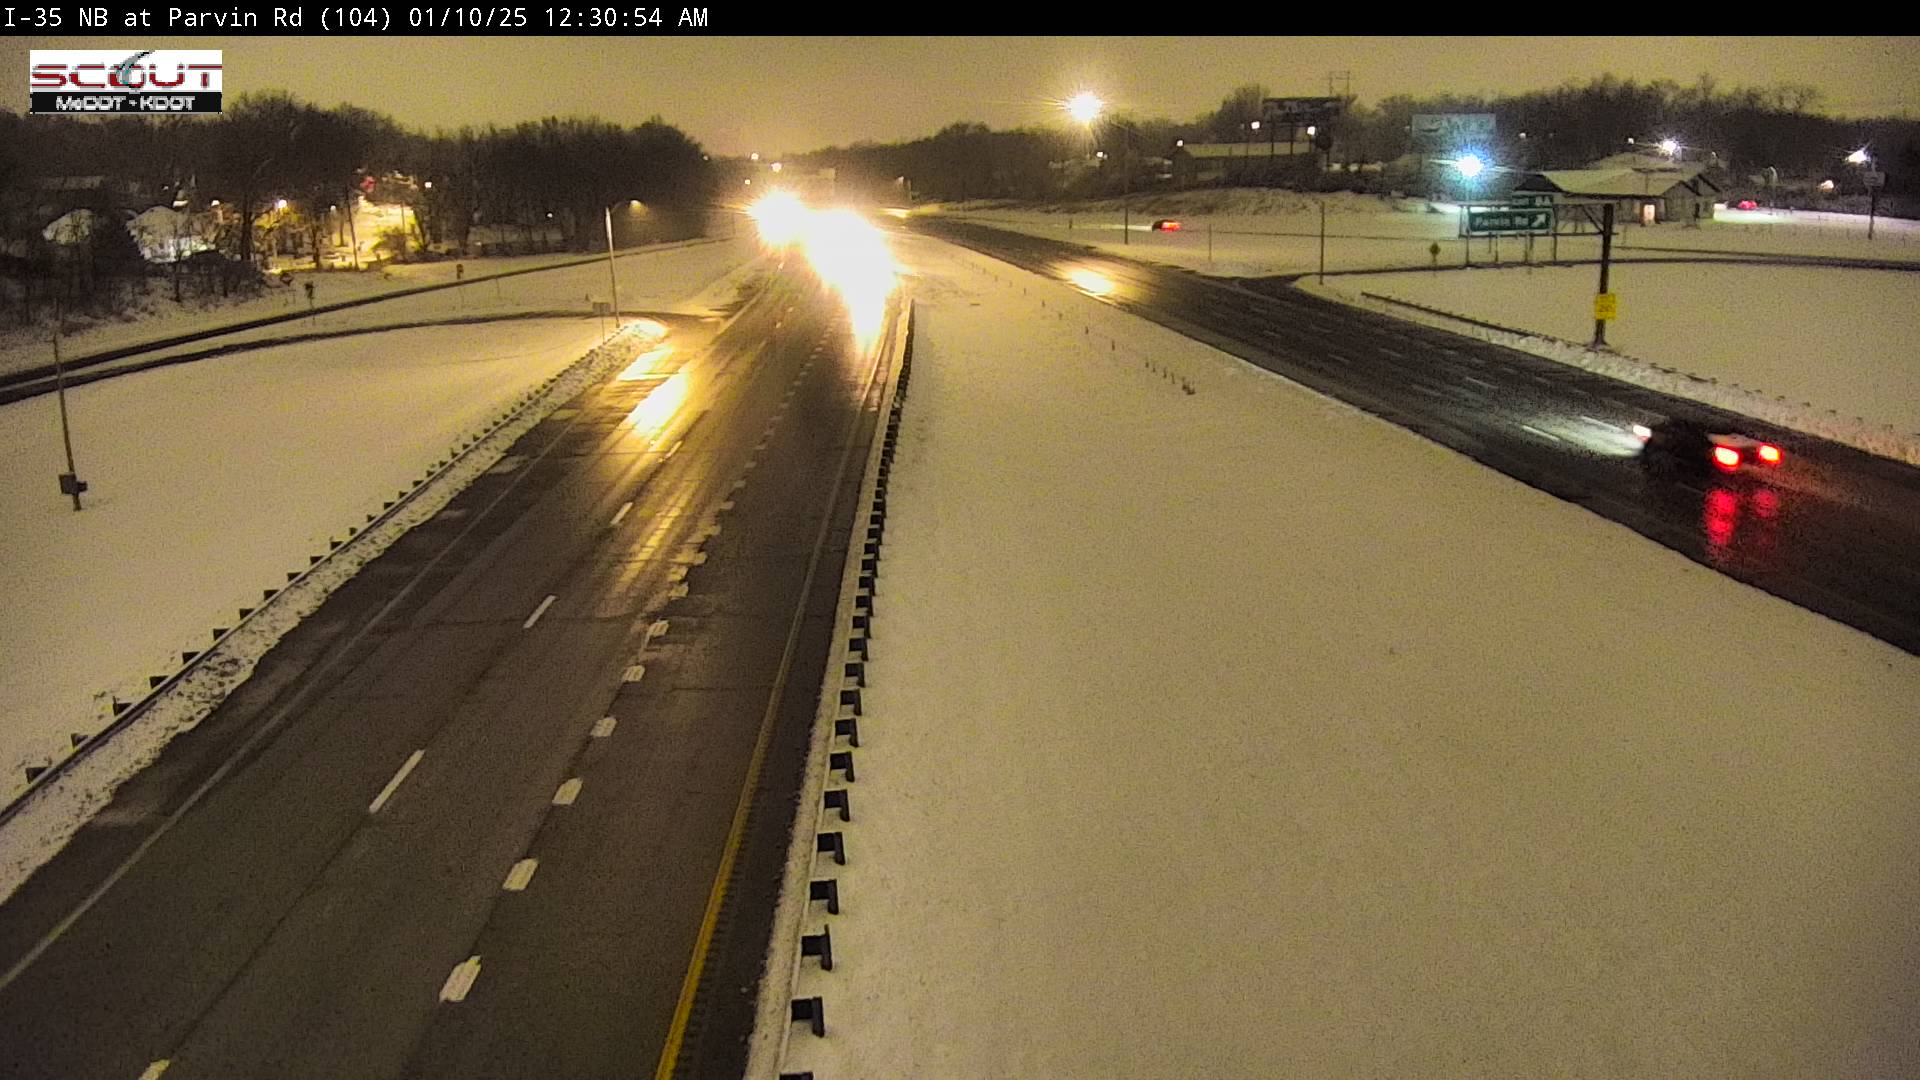 I-35 NB at Parvin Rd (104) 01/10/25 12:30:54 AM
SCOUT
MoDOT - KDOT
Parvin Rd